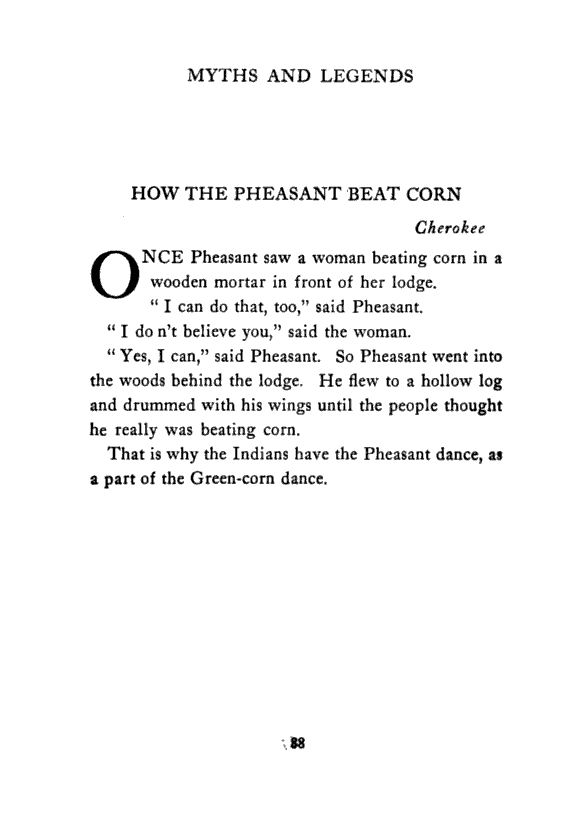 MYTHS AND LEGENDS
HOW THE PHEASANT BEAT CORN
Cherokee
ONCE Pheasant saw a woman beating corn in a
wooden mortar in front of her lodge.
“ I can do that, too,” said Pheasant.
“ I do n’t believe you,” said the woman.
“ Yes, I can,” said Pheasant. So Pheasant went into
the woods behind the lodge. He flew to a hollow log
and drummed with his wings until the people thought
he really was beating corn.
That is why the Indians have the Pheasant dance, as
a part of the Green-corn dance.
88